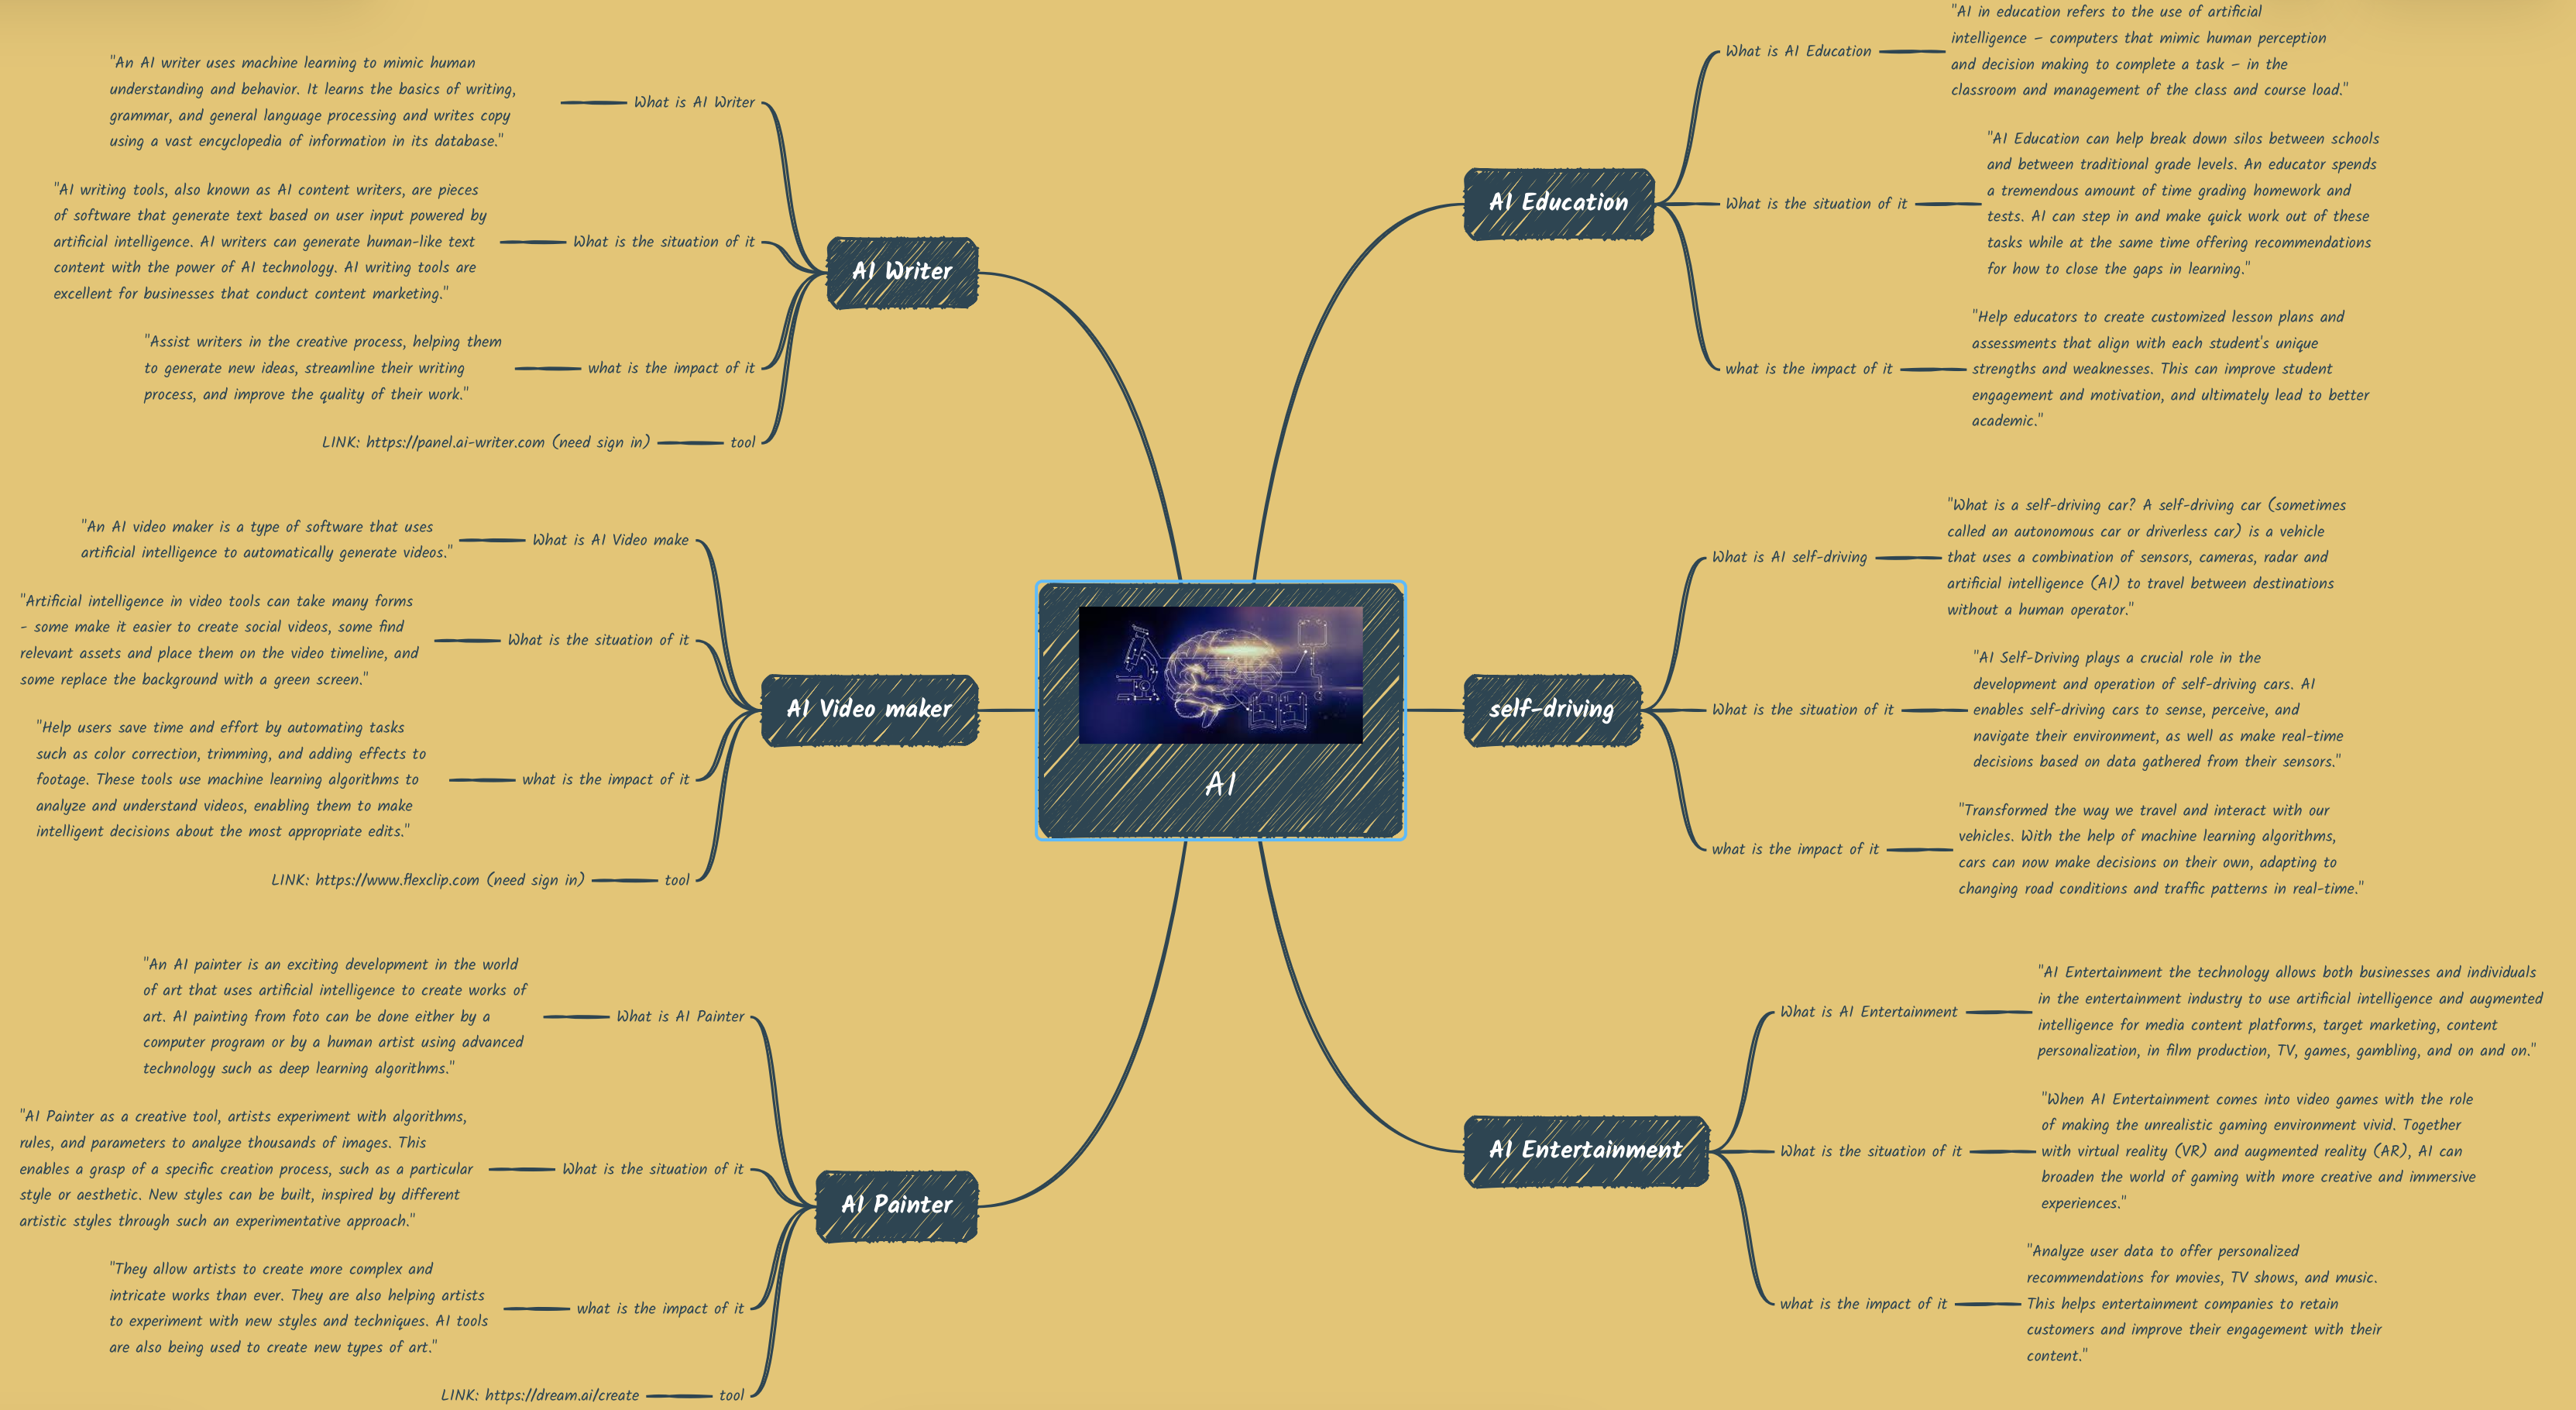 AI
AI Writer
What is AI Writer
"An AI writer uses machine learning to mimic human
understanding and behavior. It learns the basics of writing,
grammar, and general language processing and writes copy
using a vast encyclopedia of information in its database."
What is the situation of it
"AI writing tools, also known as AI content writers, are pieces
of software that generate text based on user input powered by
artificial intelligence. AI writers can generate human-like text
content with the power of AI technology. AI writing tools are
excellent for businesses that conduct content marketing."
what is the impact of it
"Assist writers in the creative process, helping them
to generate new ideas, streamline their writing
process, and improve the quality of their work."
tool
LINK: https://panel.ai-writer.com (need sign in)
AI Video maker
What is AI Video make
"An AI video maker is a type of software that uses
artificial intelligence to automatically generate videos."
What is the situation of it
"Artificial intelligence in video tools can take many forms
- some make it easier to create social videos, some find
relevant assets and place them on the video timeline, and
some replace the background with a green screen."
what is the impact of it
"Help users save time and effort by automating tasks
such as color correction, trimming, and adding effects to
footage. These tools use machine learning algorithms to
analyze and understand videos, enabling them to make
intelligent decisions about the most appropriate edits."
tool
LINK: https://www.flexclip.com (need sign in)
AI Painter
What is AI Painter
"An AI painter is an exciting development in the world
of art that uses artificial intelligence to create works of
art. AI painting from foto can be done either by a
computer program or by a human artist using advanced
technology such as deep learning algorithms."
What is the situation of it
"AI Painter as a creative tool, artists experiment with algorithms,
rules, and parameters to analyze thousands of images. This
enables a grasp of a specific creation process, such as a particular
style or aesthetic. New styles can be built, inspired by different
artistic styles through such an experimentative approach."
what is the impact of it
"They allow artists to create more complex and
intricate works than ever. They are also helping artists
to experiment with new styles and techniques. AI tools
are also being used to create new types of art."
tool
LINK: https://dream.ai/create
AI Education
What is AI Education
"AI in education refers to the use of artificial
intelligence – computers that mimic human perception
and decision making to complete a task – in the
classroom and management of the class and course load."
What is the situation of it
"AI Education can help break down silos between schools
and between traditional grade levels. An educator spends
a tremendous amount of time grading homework and
tests. AI can step in and make quick work out of these
tasks while at the same time offering recommendations
for how to close the gaps in learning."
what is the impact of it
"Help educators to create customized lesson plans and
assessments that align with each student's unique
strengths and weaknesses. This can improve student
engagement and motivation, and ultimately lead to better
academic."
self-driving
What is AI self-driving
"What is a self-driving car? A self-driving car (sometimes
called an autonomous car or driverless car) is a vehicle
that uses a combination of sensors, cameras, radar and
artificial intelligence (AI) to travel between destinations
without a human operator."
What is the situation of it
"AI Self-Driving plays a crucial role in the
development and operation of self-driving cars. AI
enables self-driving cars to sense, perceive, and
navigate their environment, as well as make real-time
decisions based on data gathered from their sensors."
what is the impact of it
"Transformed the way we travel and interact with our
vehicles. With the help of machine learning algorithms,
cars can now make decisions on their own, adapting to
changing road conditions and traffic patterns in real-time."
AI Entertainment
What is AI Entertainment
"AI Entertainment the technology allows both businesses and individuals
in the entertainment industry to use artificial intelligence and augmented
intelligence for media content platforms, target marketing, content
personalization, in film production, TV, games, gambling, and on and on."
What is the situation of it
"When AI Entertainment comes into video games with the role
of making the unrealistic gaming environment vivid. Together
with virtual reality (VR) and augmented reality (AR), AI can
broaden the world of gaming with more creative and immersive
experiences."
what is the impact of it
"Analyze user data to offer personalized
recommendations for movies, TV shows, and music.
This helps entertainment companies to retain
customers and improve their engagement with their
content."